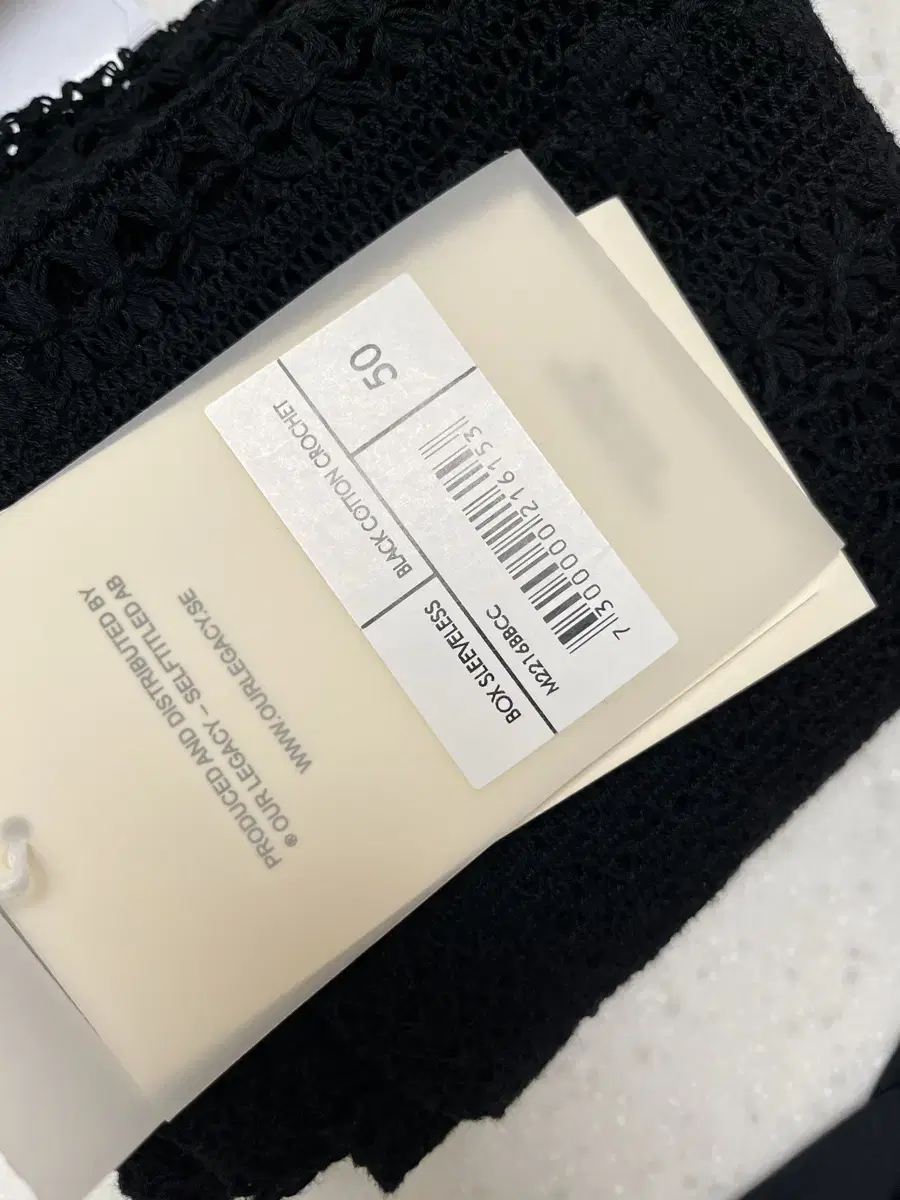 BOX SLEEVELESS
M2216BBCC
BLACK COTTON CROCHET
50
7 300000 216153
PRODUCED AND DISTRIBUTED BY
® OUR LEGACY – SELFTITLED AB
WWW.OURLEGACY.SE